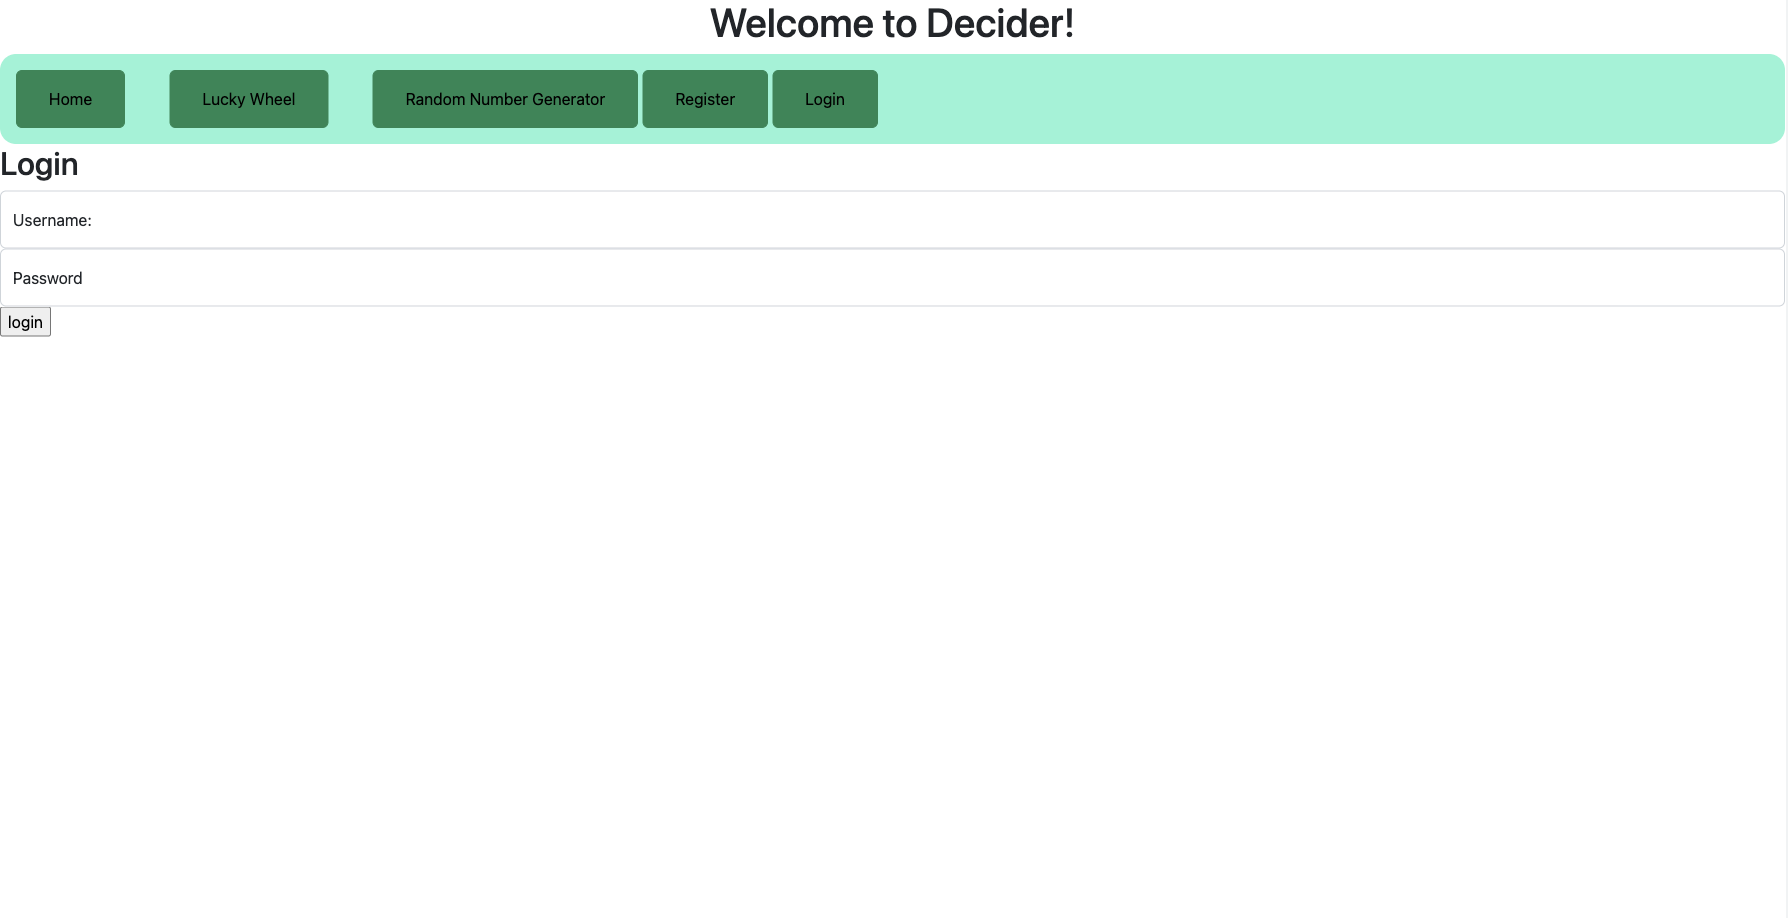 Welcome to Decider!
Home Lucky Wheel Random Number Generator Register Login
Login
Username:
Password
login